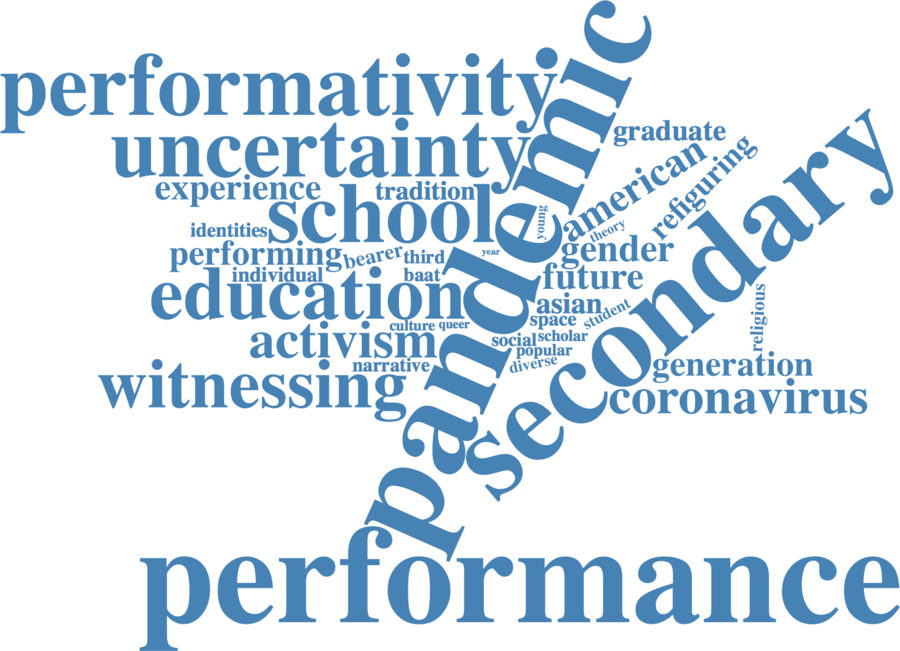 performativity
pandemic
uncertainty
graduate
secondary
experience
tradition
american
refiguring
school
young
theory
identities
performing
bearer
third
year
gender
individual
baat
future
education
asian
student
space
religious
culture
queer
activism
social
scholar
popular
narrative
diverse
generation
witnessing
coronavirus
performance